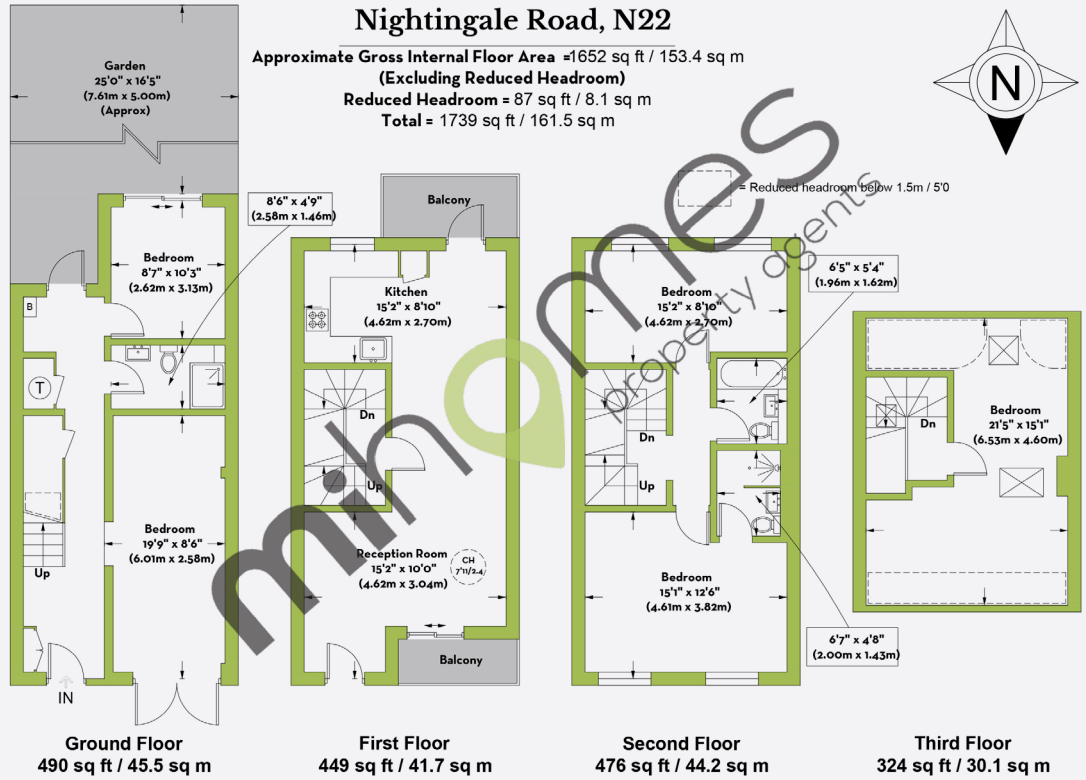 Nightingale Road, N22
Approximate Gross Internal Floor Area =1652 sq ft / 153.4 sq m
(Excluding Reduced Headroom)
Reduced Headroom = 87 sq ft / 8.1 sq m
Total = 1739 sq ft / 161.5 sq m
N
= Reduced headroom below 1.5m / 5'0
Garden
25'0" x 16'5"
(7.61m x 5.00m)
(Approx)
8'6" x 4'9"
(2.58m x 1.46m)
Bedroom
8'7" x 10'3"
(2.62m x 3.13m)
B
T
Bedroom
19'9" x 8'6"
(6.01m x 2.58m)
Up
IN
Balcony
Kitchen
15'2" x 8'10"
(4.62m x 2.70m)
Dn
Up
Reception Room
15'2" x 10'0"
(4.62m x 3.04m)
CH
7'11/2.4
Balcony
Bedroom
15'2" x 8'10"
(4.62m x 2.70m)
6'5" x 5'4"
(1.96m x 1.62m)
Dn
Up
Bedroom
15'1" x 12'6"
(4.61m x 3.82m)
6'7" x 4'8"
(2.00m x 1.43m)
Bedroom
21'5" x 15'1"
(6.53m x 4.60m)
Dn
mihomes
property agents
Ground Floor
490 sq ft / 45.5 sq m
First Floor
449 sq ft / 41.7 sq m
Second Floor
476 sq ft / 44.2 sq m
Third Floor
324 sq ft / 30.1 sq m